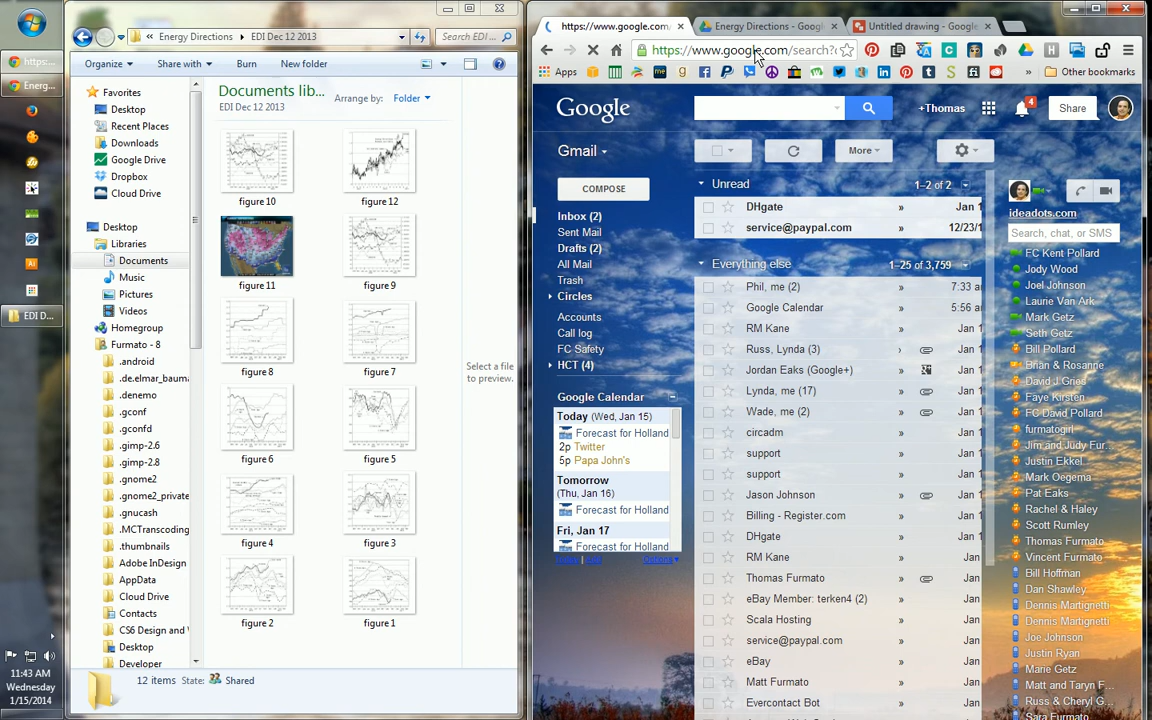 Energy Directions
EDI Dec 12 2013
Search EDI ...
Organize
Share with
Burn
New folder
Favorites
Desktop
Recent Places
Downloads
Google Drive
Dropbox
Cloud Drive
Desktop
Libraries
Documents
Music
Pictures
Videos
Homegroup
Furmato - 8
.android
.de.elmar_baum
.denemo
.gconf
.gconfd
.gimp-2.6
.gimp-2.8
.gnome2
.gnome2_private
.gnucash
.MCTranscoding
.thumbnails
Adobe InDesign
AppData
Cloud Drive
Contacts
CS6 Design and W
Desktop
Developer
Documents lib...
EDI Dec 12 2013
Arrange by:
Folder
figure 10
figure 12
figure 11
figure 9
figure 8
figure 7
figure 6
figure 5
figure 4
figure 3
figure 2
figure 1
Select a file
to preview.
12 items
State:
Shared
https:
Energ...
EDI D...
11:43 AM
Wednesday
1/15/2014
https://www.google.com/
Energy Directions - Googl
Untitled drawing - Google
https://www.google.com/search?c
Apps
Other bookmarks
Google
+Thomas
4
Share
Gmail
More
COMPOSE
Inbox (2)
Sent Mail
Drafts (2)
All Mail
Trash
Circles
Accounts
Call log
FC Safety
HCT (4)
Google Calendar
Today (Wed, Jan 15)
Forecast for Holland
2p Twitter
5p Papa John's
Tomorrow
(Thu, Jan 16)
Forecast for Holland
Fri, Jan 17
Forecast for Holland
Options
Unread
1–2 of 2
DHgate
»
Jan 1
service@paypal.com
»
12/23/1
Everything else
1–25 of 3,759
Phil, me (2)
»
7:33 a
Google Calendar
»
5:56 a
RM Kane
»
Jan 1
Russ, Lynda (3)
›
Jan 1
Jordan Eaks (Google+)
»
Jan 1
Lynda, me (17)
»
Jan 1
Wade, me (2)
»
Jan 1
circadm
»
Jan 1
support
»
Jan 1
support
»
Jan 1
Jason Johnson
»
Jan 1
Billing - Register.com
»
Jan 1
DHgate
»
Jan 1
RM Kane
»
Jan
Thomas Furmato
»
Jan
eBay Member: terken4 (2)
»
Jan
Scala Hosting
»
Jan
service@paypal.com
»
Jan
eBay
»
Jan
Matt Furmato
»
Jan
Evercontact Bot
»
Jan
ideadots.com
Search, chat, or SMS
FC Kent Pollard
Jody Wood
Joel Johnson
Laurie Van Ark
Mark Getz
Seth Getz
Bill Pollard
Brian & Rosanne
David J Gries
Faye Kirsten
FC David Pollard
furmatogirl
Jim and Judy Fur...
Justin Ekkel
Mark Oegema
Pat Eaks
Rachel & Haley
Scott Rumley
Thomas Furmato
Vincent Furmato
Bill Hoffman
Dan Shawley
Dennis Martignetti
Dennis Martignetti
Joe Johnson
Justin Ryan
Marie Getz
Matt and Taryn F...
Russ & Cheryl G...
Sara Furmato